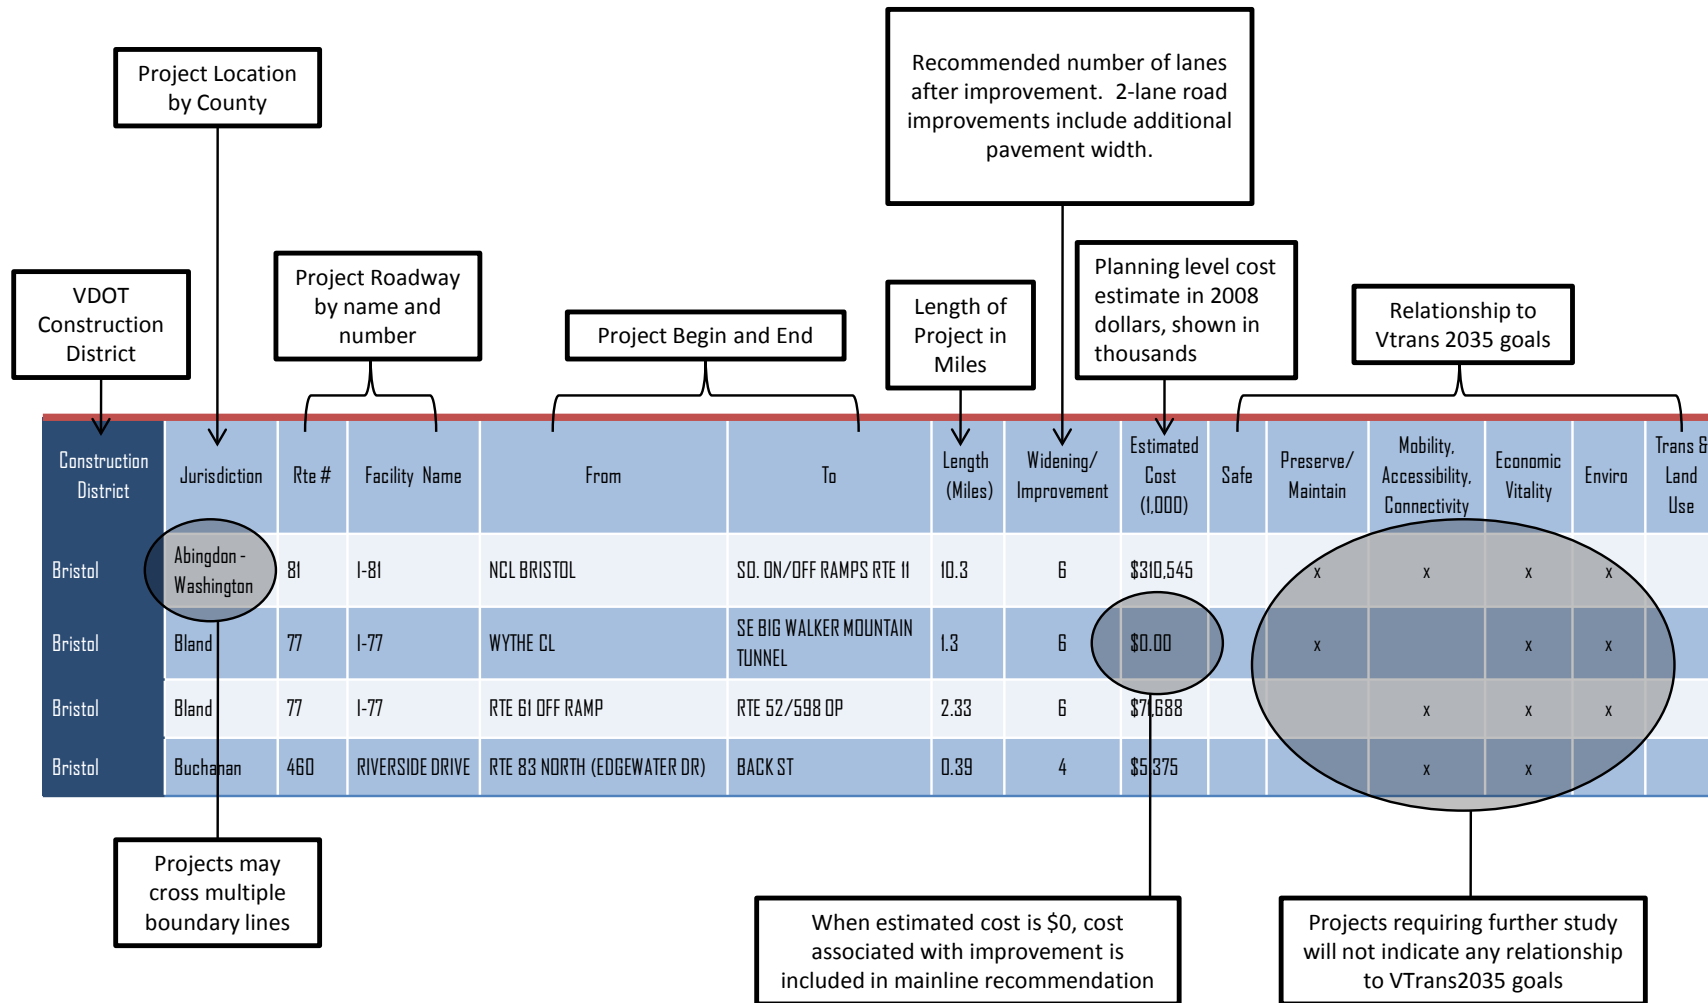 Project Location
by County
Recommended number of lanes
after improvement.  2-lane road
improvements include additional
pavement width.
VDOT
Construction
District
Project Roadway
by name and
number
Project Begin and End
Length of
Project in
Miles
Planning level cost
estimate in 2008
dollars, shown in
thousands
Relationship to
Vtrans 2035 goals
Construction
District
Jurisdiction
Rte #
Facility Name
From
To
Length
(Miles)
Widening/
Improvement
Estimated
Cost
(1,000)
Safe
Preserve/
Maintain
Mobility,
Accessibility,
Connectivity
Economic
Vitality
Enviro
Trans &
Land
Use
Bristol
Abingdon -
Washington
81
I-81
NCL BRISTOL
SO. ON/OFF RAMPS RTE 11
10.3
6
$310,545
x
x
x
x
Bristol
Bland
77
I-77
WYTHE CL
SE BIG WALKER MOUNTAIN
TUNNEL
1.3
6
$0.00
x
x
x
Bristol
Bland
77
I-77
RTE 61 OFF RAMP
RTE 52/598 OP
2.33
6
$71,688
x
x
x
Bristol
Buchanan
460
RIVERSIDE DRIVE
RTE 83 NORTH (EDGEWATER DR)
BACK ST
0.39
4
$5,375
x
x
Projects may
cross multiple
boundary lines
When estimated cost is $0, cost
associated with improvement is
included in mainline recommendation
Projects requiring further study
will not indicate any relationship
to VTrans2035 goals